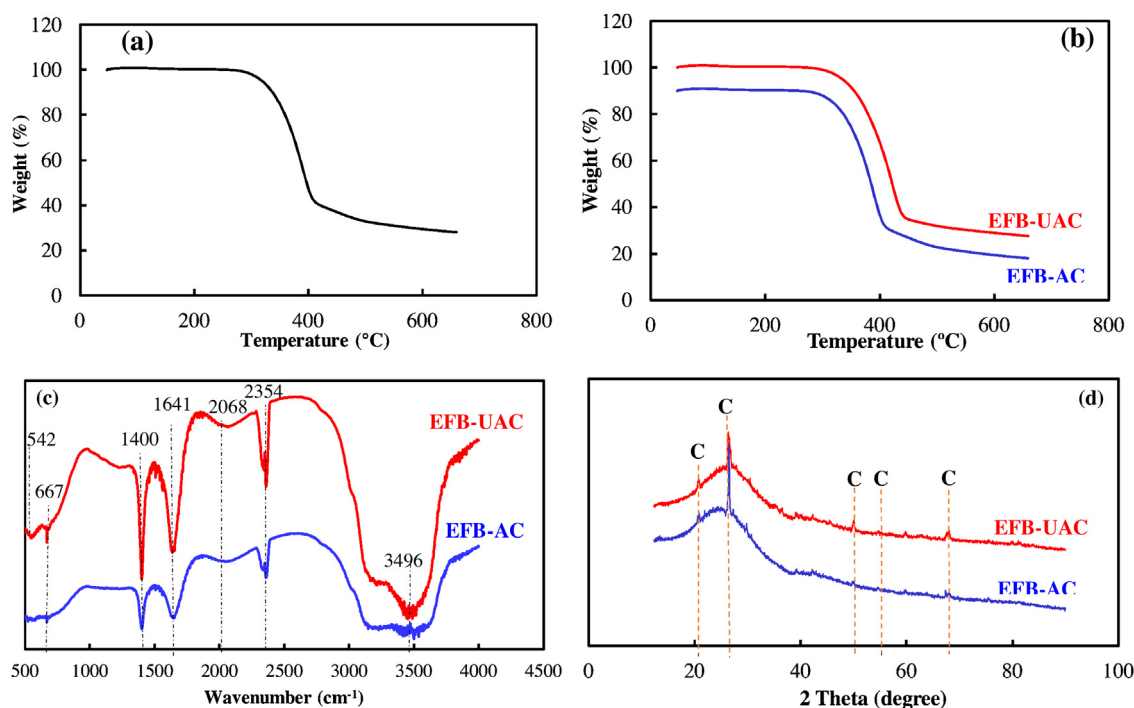 (a)
120
100
80
60
40
20
0
Weight (%)
0 200 400 600 800
Temperature (°C)
(b)
120
100
80
60
40
20
0
Weight (%)
EFB-UAC
EFB-AC
0 200 400 600 800
Temperature (ºC)
(c)
542
667
1400
1641
2068
2354
3496
EFB-UAC
EFB-AC
500 1000 1500 2000 2500 3000 3500 4000 4500
Wavenumber (cm⁻¹)
(d)
C C C C C
EFB-UAC
EFB-AC
0 20 40 60 80 100
2 Theta (degree)